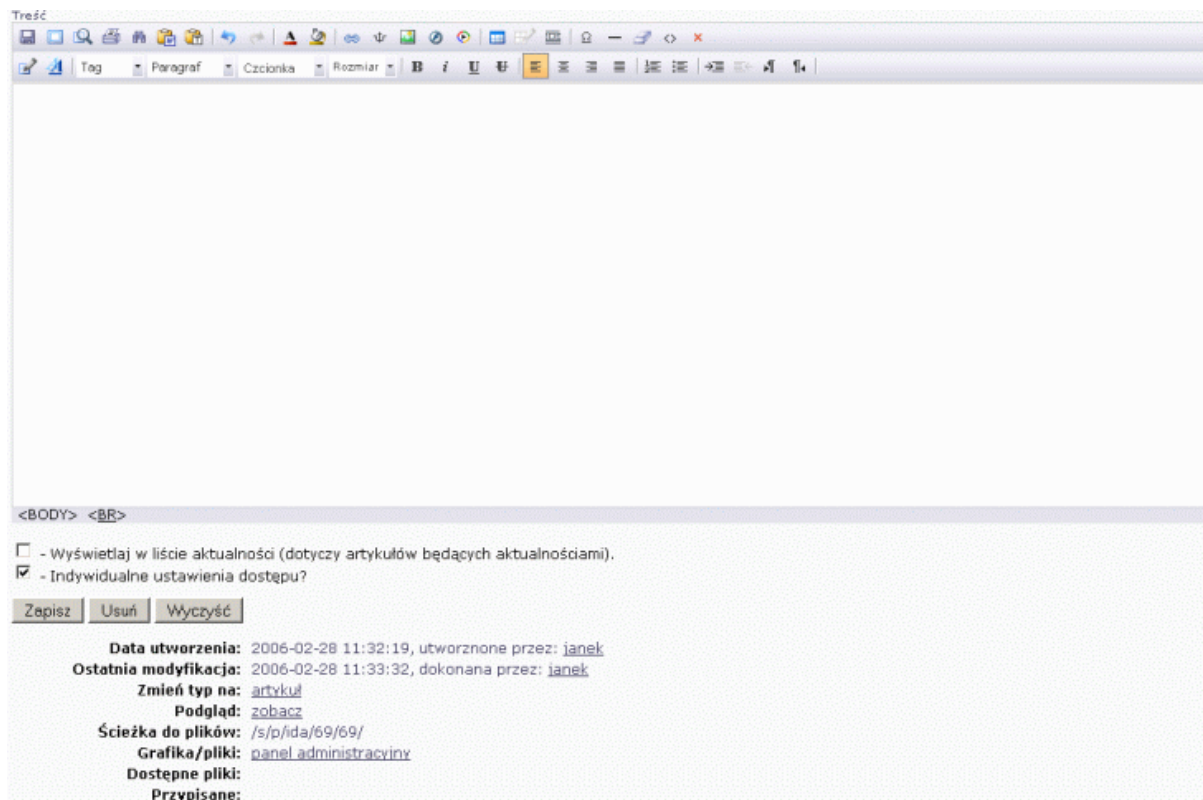 Treść
Tag Paragraf Czcionka Rozmiar B i U
<BODY> <BR>
- Wyświetlaj w liście aktualności (dotyczy artykułów będących aktualnościami).
- Indywidualne ustawienia dostępu?
Zapisz Usuń Wyczyść
Data utworzenia: 2006-02-28 11:32:19, utworznone przez: janek
Ostatnia modyfikacja: 2006-02-28 11:33:32, dokonana przez: janek
Zmień typ na: artykuł
Podgląd: zobacz
Ścieżka do plików: /s/p/ida/69/69/
Grafika/pliki: panel administracyjny
Dostępne pliki:
Przypisane: